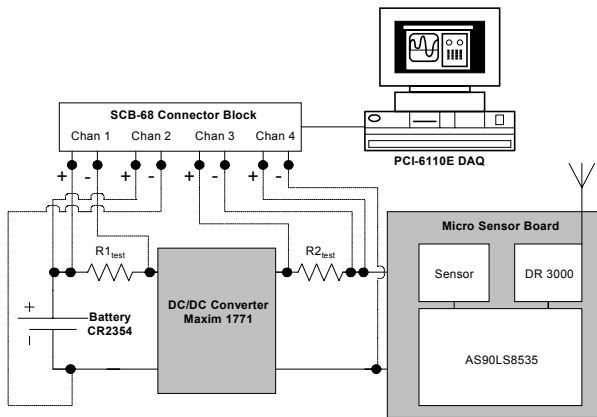 SCB-68 Connector Block
Chan 1 Chan 2 Chan 3 Chan 4
+ - + - + - + -
PCI-6110E DAQ
Micro Sensor Board
R1test
R2test
Sensor
DR 3000
DC/DC Converter
Maxim 1771
+
Battery
CR2354
-
AS90LS8535